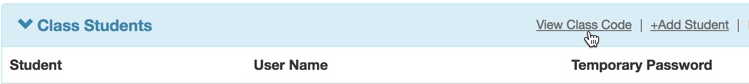 Class Students View Class Code | +Add Student |
Student User Name Temporary Password